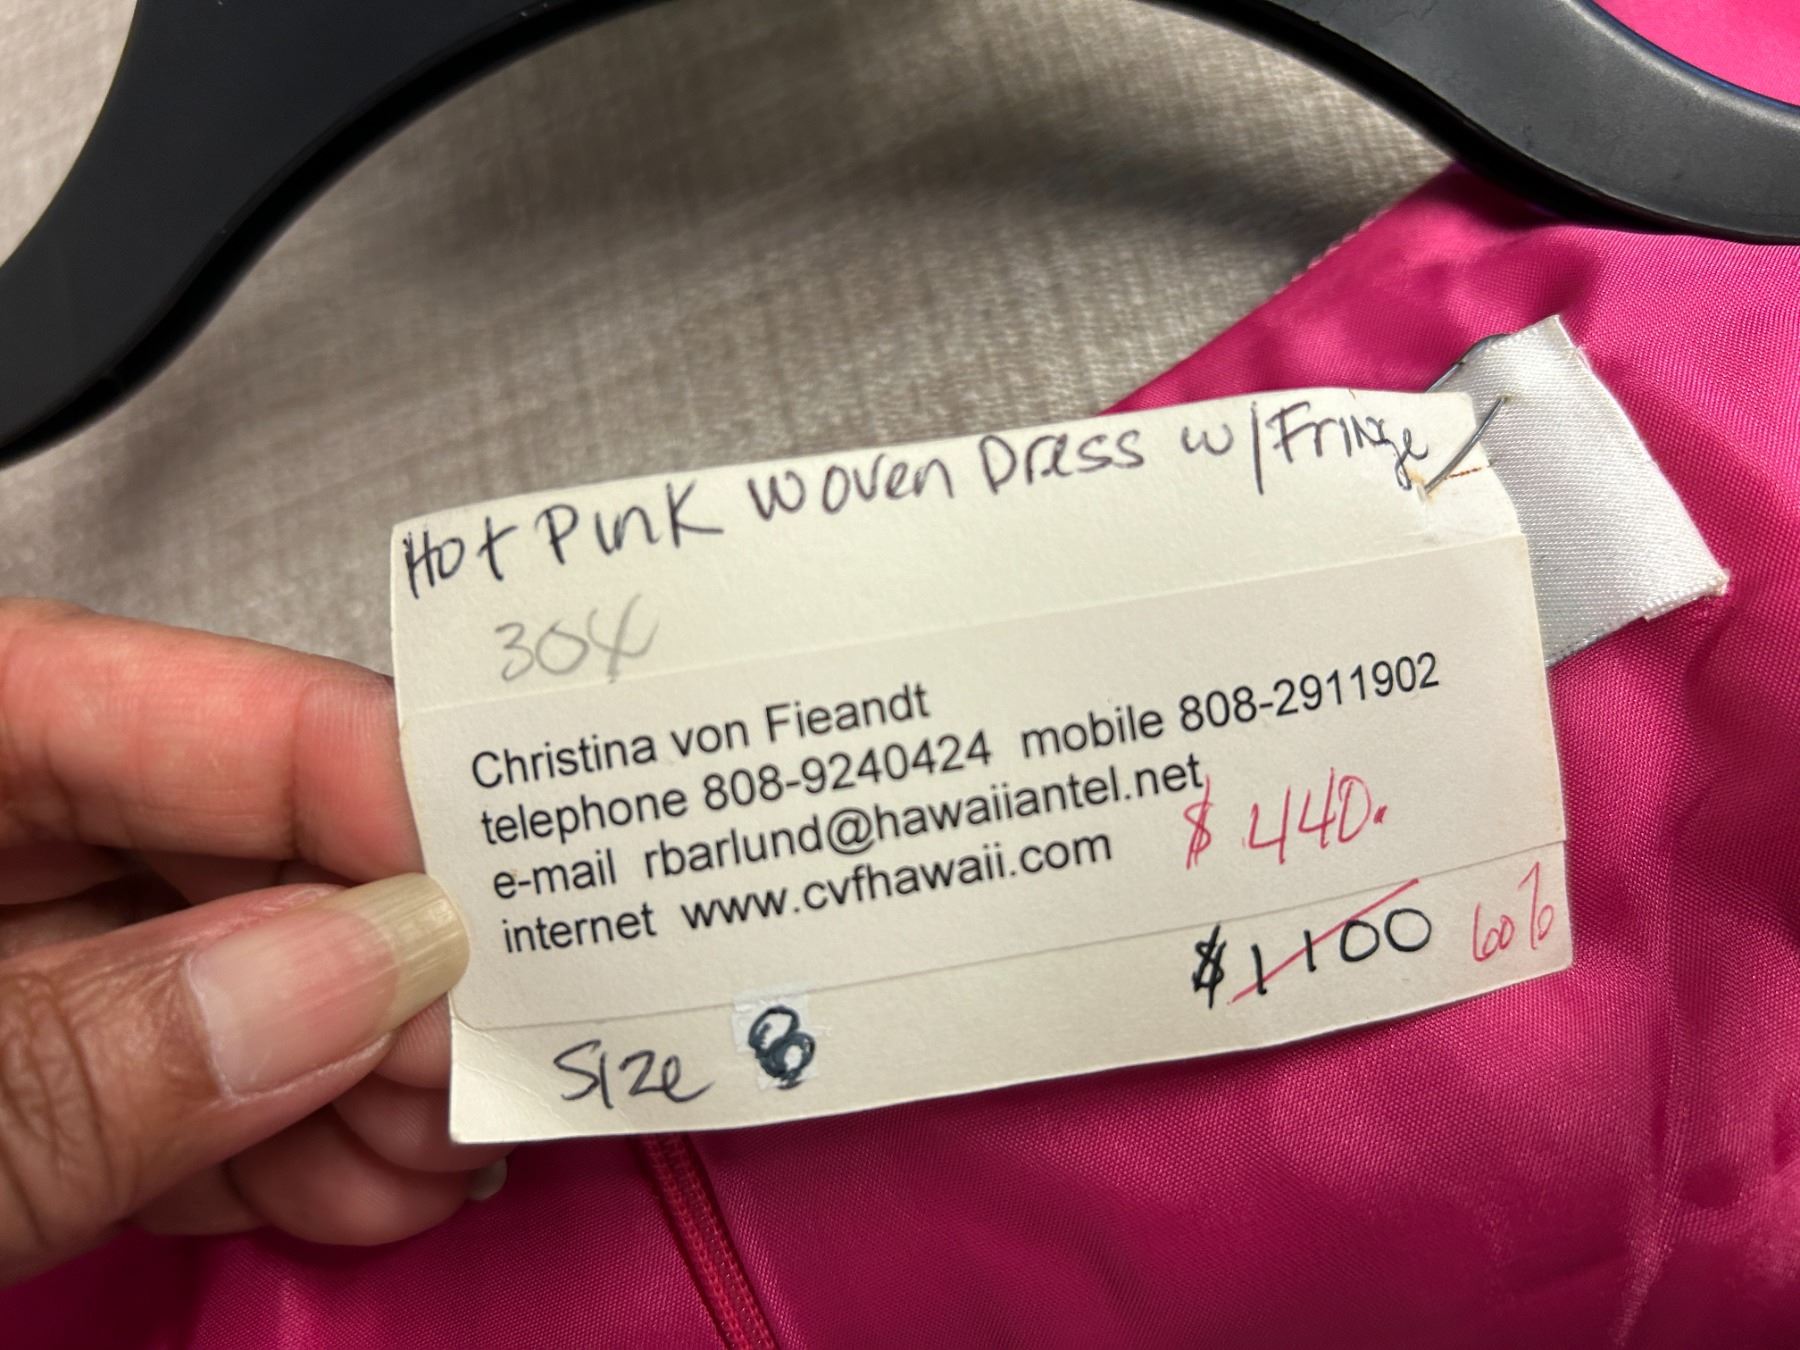 Hot Pink Woven Dress w/Fringe
304
Christina von Fieandt
telephone 808-9240424 mobile 808-2911902
e-mail rbarlund@hawaiiantel.net
internet www.cvfhawaii.com
$440.
$1100 60%
Size 8